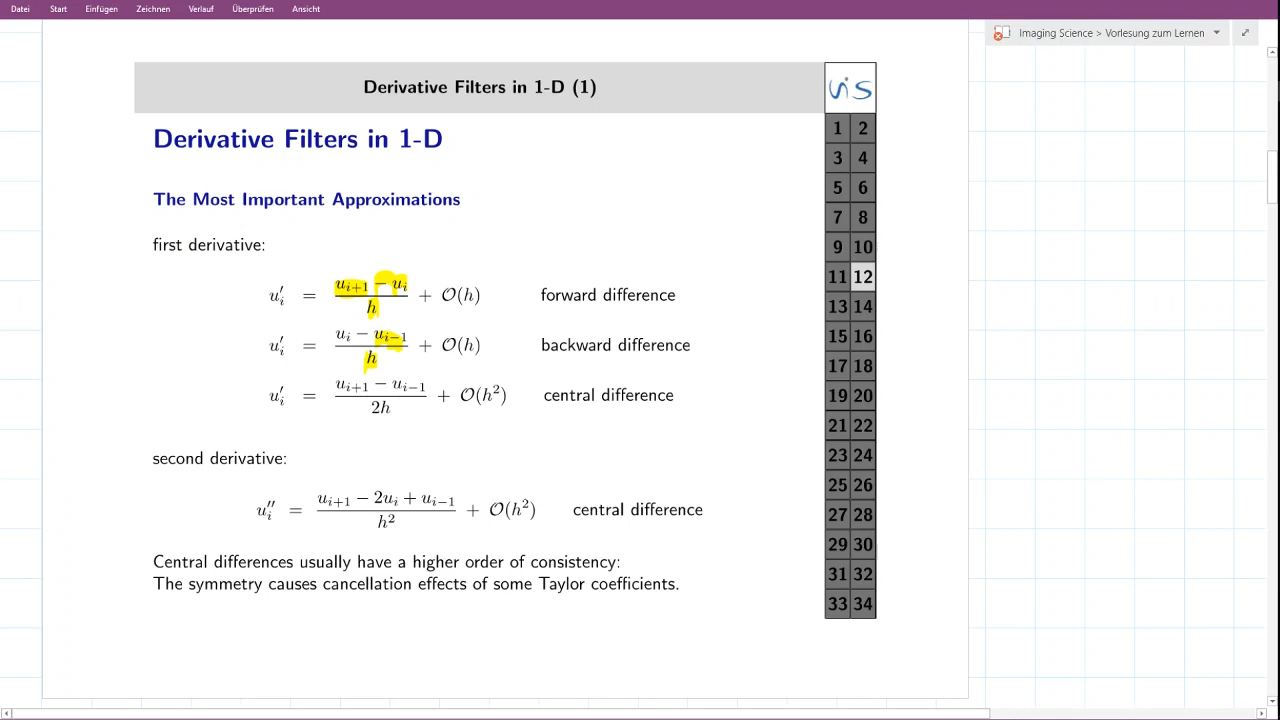 Datei Start Einfügen Zeichnen Verlauf Überprüfen Ansicht
Imaging Science > Vorlesung zum Lernen
Derivative Filters in 1-D (1)
vis
Derivative Filters in 1-D
The Most Important Approximations
first derivative:
u′_i = (u_{i+1} − u_i)/h + O(h) forward difference
u′_i = (u_i − u_{i−1})/h + O(h) backward difference
u′_i = (u_{i+1} − u_{i−1})/2h + O(h²) central difference
second derivative:
u″_i = (u_{i+1} − 2u_i + u_{i−1})/h² + O(h²) central difference
Central differences usually have a higher order of consistency:
The symmetry causes cancellation effects of some Taylor coefficients.
1 2
3 4
5 6
7 8
9 10
11 12
13 14
15 16
17 18
19 20
21 22
23 24
25 26
27 28
29 30
31 32
33 34